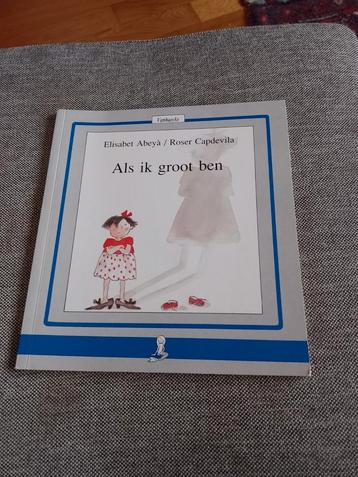 Elisabet Abeyà / Roser Capdevila
Als ik groot ben